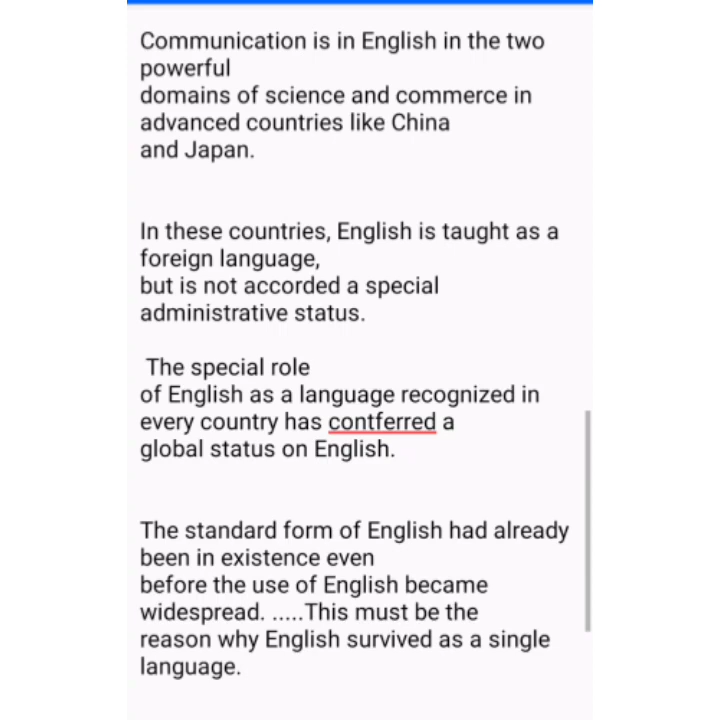 Communication is in English in the two
powerful
domains of science and commerce in
advanced countries like China
and Japan.
In these countries, English is taught as a
foreign language,
but is not accorded a special
administrative status.
The special role
of English as a language recognized in
every country has contferred a
global status on English.
The standard form of English had already
been in existence even
before the use of English became
widespread. .....This must be the
reason why English survived as a single
language.